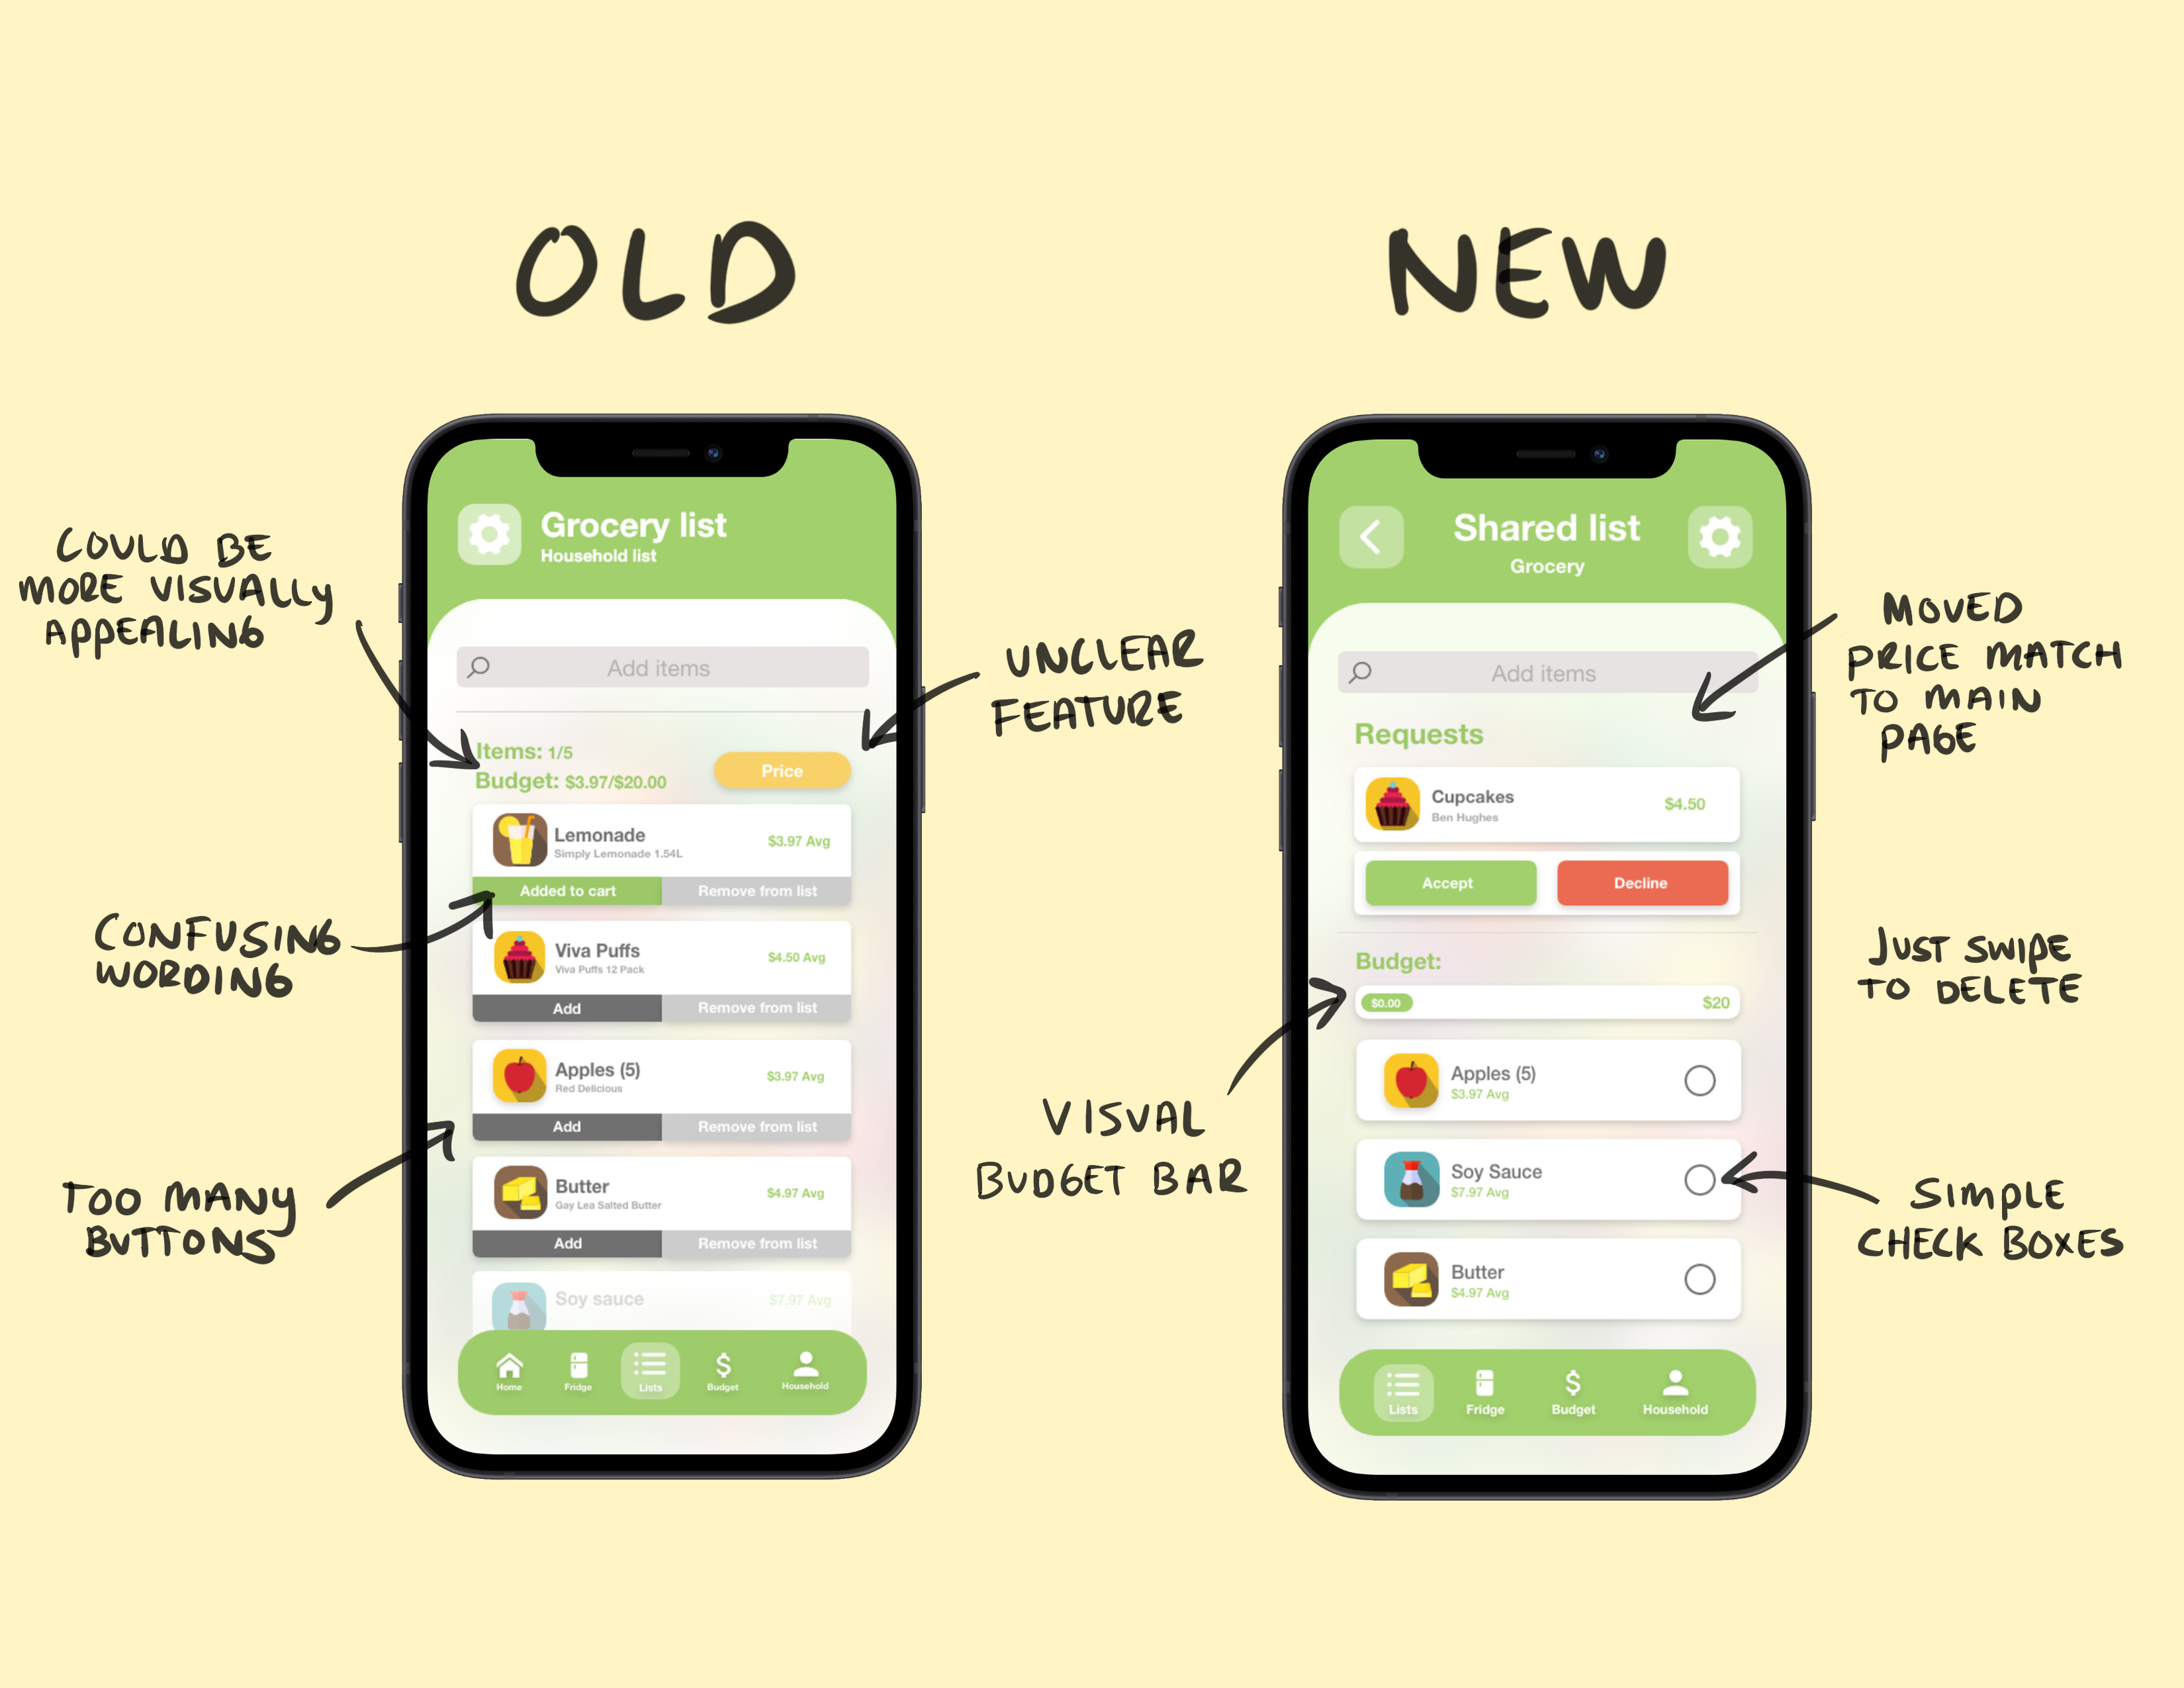 OLD
NEW
COULD BE
MORE VISUALLY
APPEALING
CONFUSING
WORDING
TOO MANY
BUTTONS
Grocery list
Household list
Add items
Items: 1/5
Budget: $3.97/$20.00
Price
Lemonade
Simply Lemonade 1.54L
$3.97 Avg
Added to cart
Remove from list
Viva Puffs
Viva Puffs 12 Pack
$4.50 Avg
Add
Remove from list
Apples (5)
Red Delicious
$3.97 Avg
Add
Remove from list
Butter
Gay Lea Salted Butter
$4.97 Avg
Add
Remove from list
Soy sauce
$7.97 Avg
Home
Fridge
Lists
Budget
Household
UNCLEAR
FEATURE
VISUAL
BUDGET BAR
Shared list
Grocery
Add items
Requests
Cupcakes
Ben Hughes
$4.50
Accept
Decline
Budget:
$0.00
$20
Apples (5)
$3.97 Avg
Soy Sauce
$7.97 Avg
Butter
$4.97 Avg
Lists
Fridge
Budget
Household
MOVED
PRICE MATCH
TO MAIN
PAGE
JUST SWIPE
TO DELETE
SIMPLE
CHECK BOXES